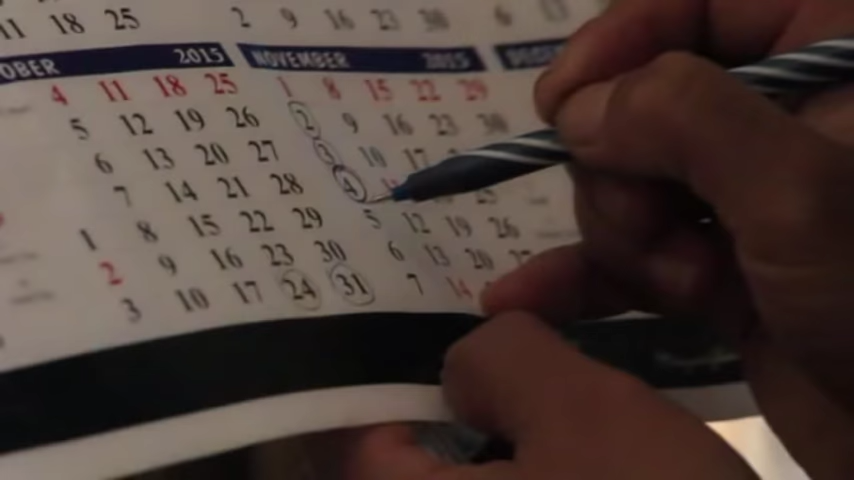 11 18 25 2 9 16 23 30 6
OBER 2015 NOVEMBER 2015
4 11 18 25 1 8 15 22 29
5 12 19 26 2 9 16 23 30
6 13 20 27 3 10 17
7 14 21 28 4 25
1 8 15 22 29 5 12 19 26
2 9 16 23 30 6 13 20 27
3 10 17 24 31 7 14